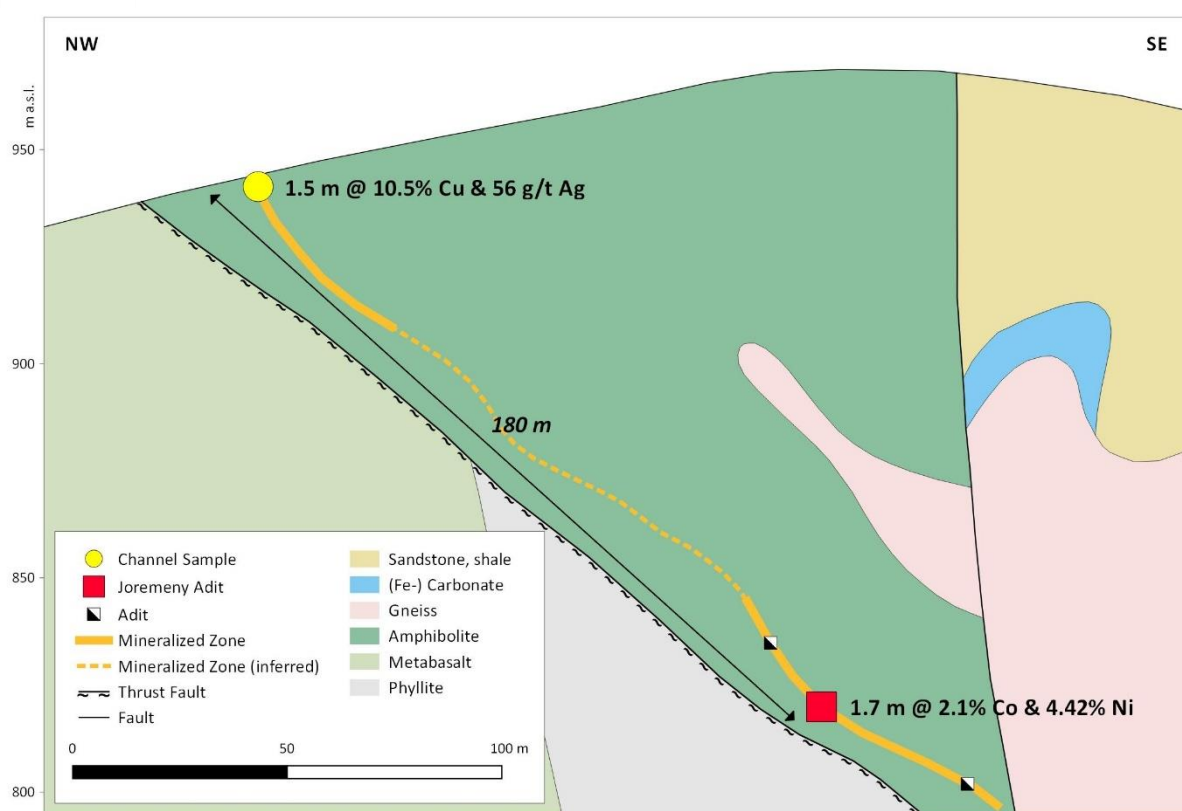 NW
SE
m a.s.l.
950
1.5 m @ 10.5% Cu & 56 g/t Ag
900
180 m
850
Channel Sample
Joremeny Adit
Adit
Mineralized Zone
Mineralized Zone (inferred)
Thrust Fault
Fault
Sandstone, shale
(Fe-) Carbonate
Gneiss
Amphibolite
Metabasalt
Phyllite
0
50
100 m
1.7 m @ 2.1% Co & 4.42% Ni
800